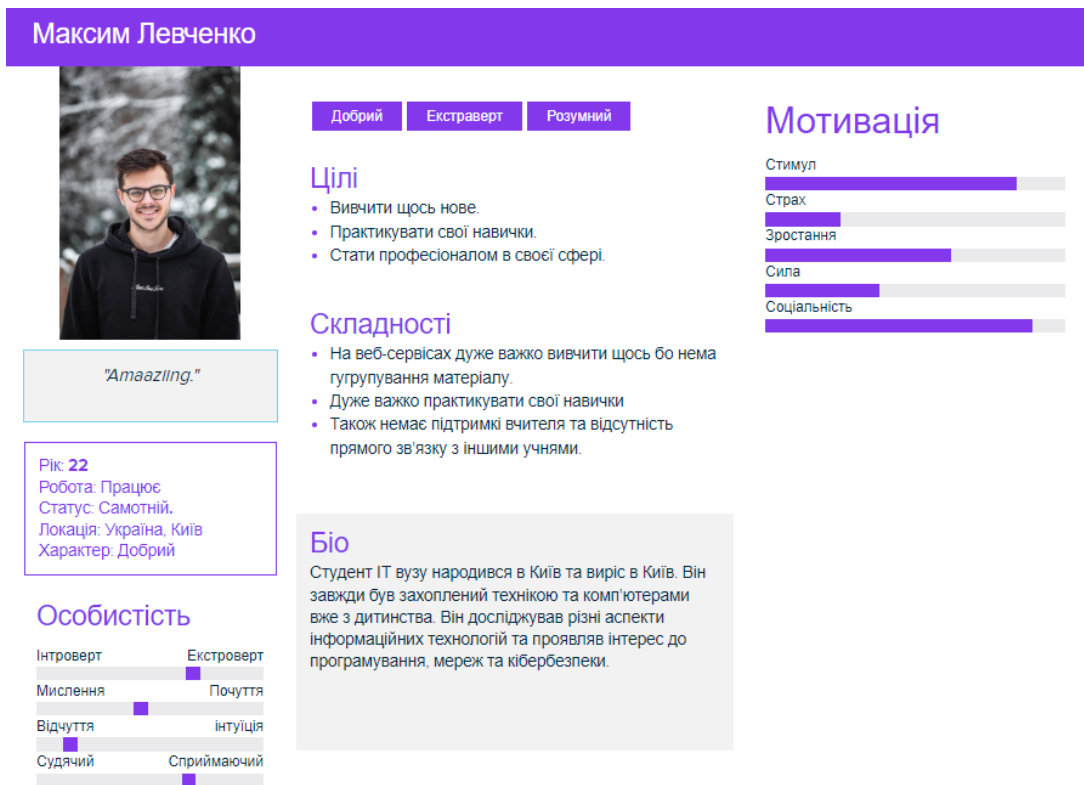 Максим Левченко
"Amaaziing."
Рік: 22
Робота: Працює
Статус: Самотній.
Локація: Україна, Київ
Характер: Добрий
Особистість
Інтроверт Екстроверт
Мислення Почуття
Відчуття інтуїція
Судячий Сприймаючий
Добрий Екстраверт Розумний
Цілі
Вивчити щось нове.
Практикувати свої навички.
Стати професіоналом в своєї сфері.
Складності
На веб-сервісах дуже важко вивчити щось бо нема
гугрупування матеріалу.
Дуже важко практикувати свої навички
Також немає підтримкі вчителя та відсутність
прямого зв'язку з іншими учнями.
Біо
Студент ІТ вузу народився в Київ та виріс в Київ. Він
завжди був захоплений технікою та комп'ютерами
вже з дитинства. Він досліджував різні аспекти
інформаційних технологій та проявляв інтерес до
програмування, мереж та кібербезпеки.
Мотивація
Стимул
Страх
Зростання
Сила
Соціальність